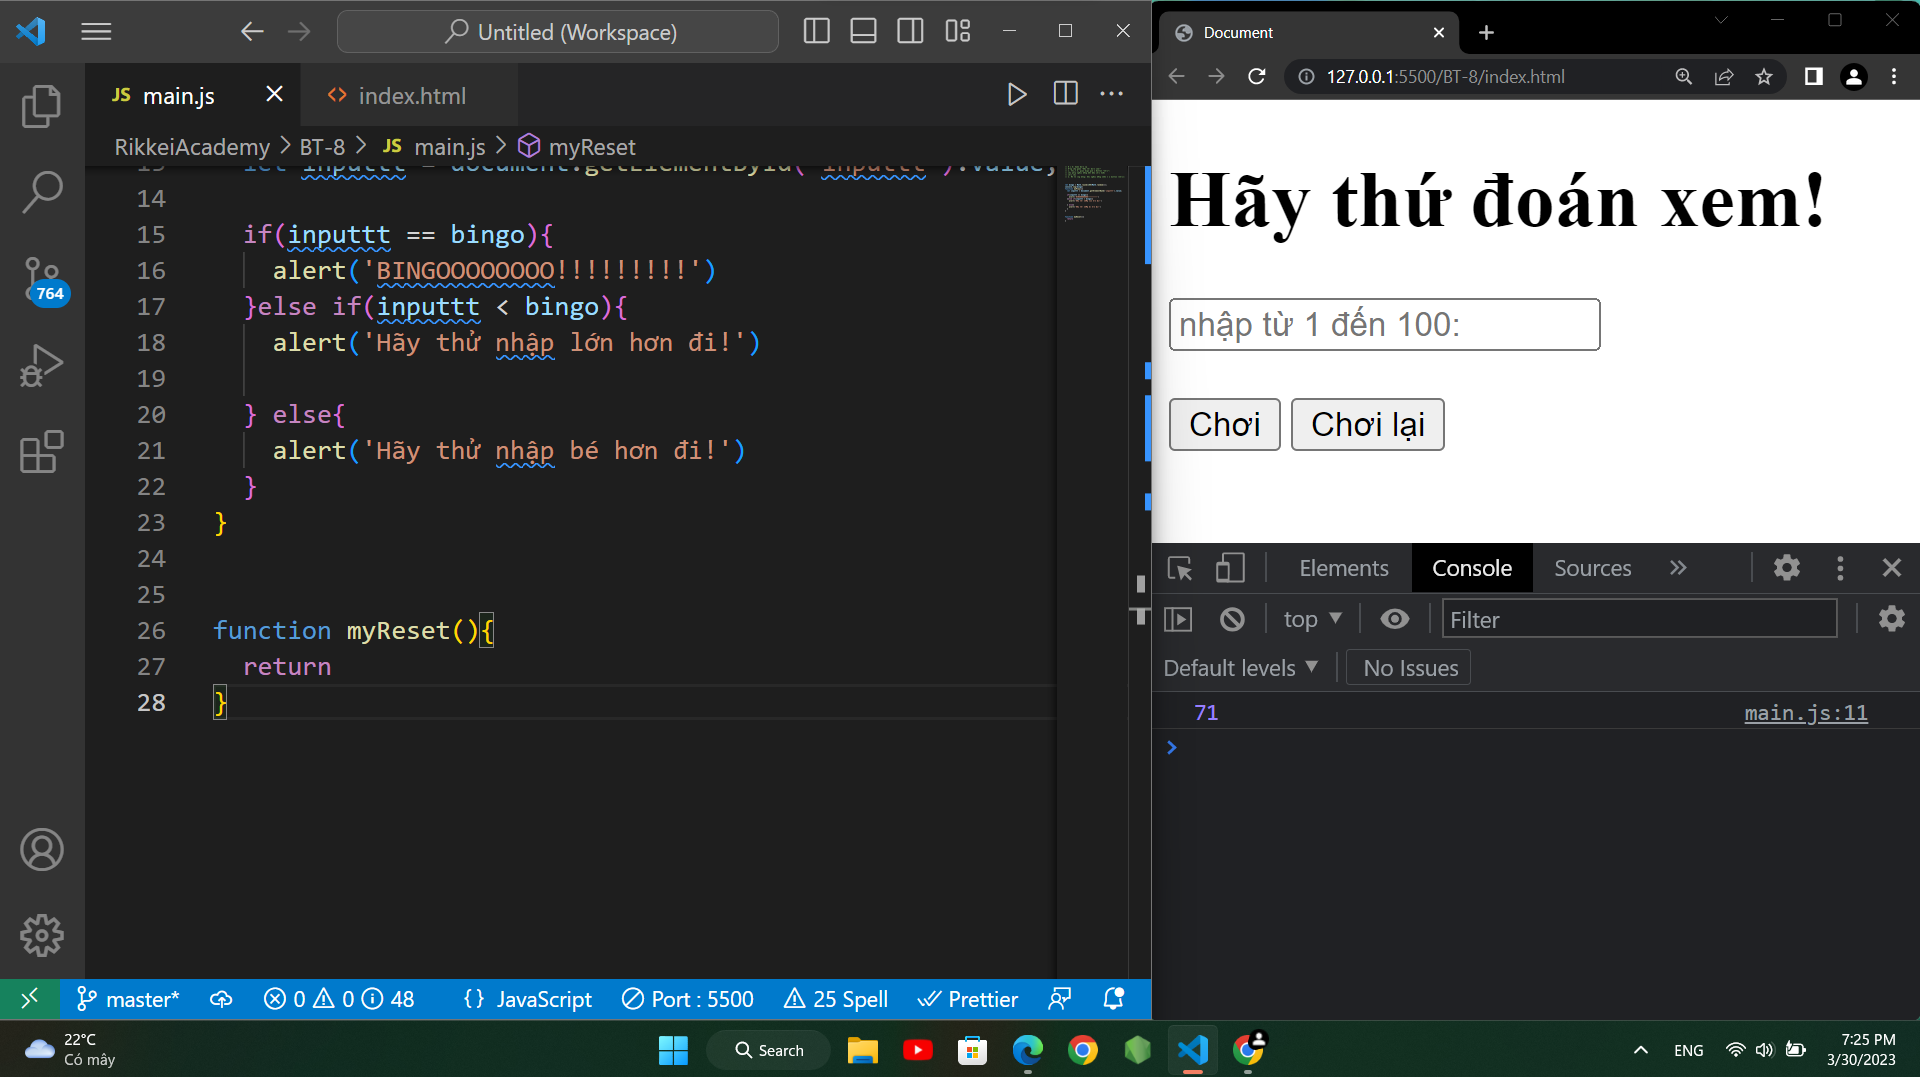 Untitled (Workspace)
JS main.js
<> index.html
RikkeiAcademy > BT-8 > JS main.js > myReset
let inputtt = document.getElementById('inputtt').value;
14
15 if(inputtt == bingo){
16 alert('BINGOOOOOOOO!!!!!!!!!')
17 }else if(inputtt < bingo){
18 alert('Hãy thử nhập lớn hơn đi!')
19
20 } else{
21 alert('Hãy thử nhập bé hơn đi!')
22 }
23 }
24
25
26 function myReset(){
27 return
28 }
764
master* 0 0 48 {} JavaScript Port : 5500 25 Spell Prettier
Document
127.0.0.1:5500/BT-8/index.html
Hãy thứ đoán xem!
nhập từ 1 đến 100:
Chơi Chơi lại
Elements Console Sources
top Filter
Default levels No Issues
71 main.js:11
22°C
Có mây
Search
ENG
7:25 PM
3/30/2023